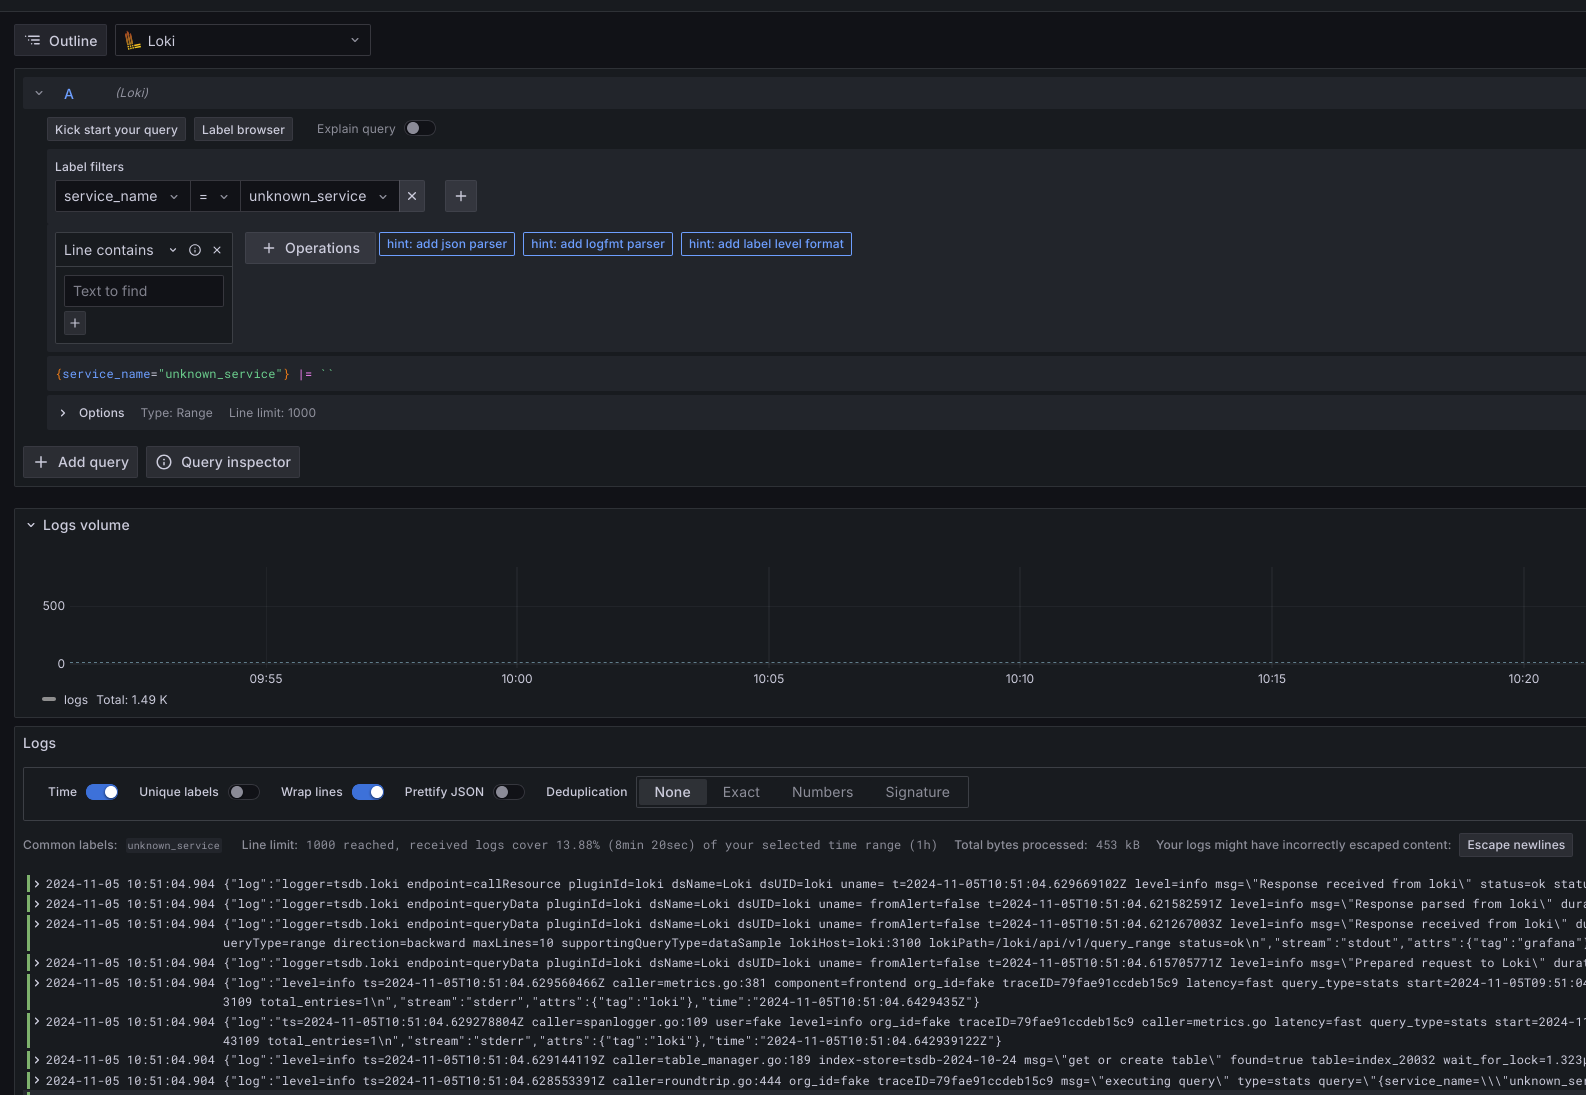 Outline Loki
A (Loki)
Kick start your query Label browser Explain query
Label filters
service_name = unknown_service
Line contains Operations hint: add json parser hint: add logfmt parser hint: add label level format
Text to find
{service_name="unknown_service"} |= ``
Options Type: Range Line limit: 1000
Add query Query inspector
Logs volume
500
0
09:55 10:00 10:05 10:10 10:15 10:20
logs Total: 1.49 K
Logs
Time Unique labels Wrap lines Prettify JSON Deduplication None Exact Numbers Signature
Common labels: unknown_service Line limit: 1000 reached, received logs cover 13.88% (8min 20sec) of your selected time range (1h) Total bytes processed: 453 kB Your logs might have incorrectly escaped content: Escape newlines
2024-11-05 10:51:04.904 {"log":"logger=tsdb.loki endpoint=callResource pluginId=loki dsName=Loki dsUID=loki uname= t=2024-11-05T10:51:04.629669102Z level=info msg=\"Response received from loki\" status=ok statu
2024-11-05 10:51:04.904 {"log":"logger=tsdb.loki endpoint=queryData pluginId=loki dsName=Loki dsUID=loki uname= fromAlert=false t=2024-11-05T10:51:04.621582591Z level=info msg=\"Response parsed from loki\" dura
2024-11-05 10:51:04.904 {"log":"logger=tsdb.loki endpoint=queryData pluginId=loki dsName=Loki dsUID=loki uname= fromAlert=false t=2024-11-05T10:51:04.621267003Z level=info msg=\"Response received from loki\" du
ueryType=range direction=backward maxLines=10 supportingQueryType=dataSample lokiHost=loki:3100 lokiPath=/loki/api/v1/query_range status=ok\n","stream":"stdout","attrs":{"tag":"grafana"}
2024-11-05 10:51:04.904 {"log":"logger=tsdb.loki endpoint=queryData pluginId=loki dsName=Loki dsUID=loki uname= fromAlert=false t=2024-11-05T10:51:04.615705771Z level=info msg=\"Prepared request to Loki\" durat
2024-11-05 10:51:04.904 {"log":"level=info ts=2024-11-05T10:51:04.629560466Z caller=metrics.go:381 component=frontend org_id=fake traceID=79fae91ccdeb15c9 latency=fast query_type=stats start=2024-11-05T09:51:04
3109 total_entries=1\n","stream":"stderr","attrs":{"tag":"loki"},"time":"2024-11-05T10:51:04.6429435Z"}
2024-11-05 10:51:04.904 {"log":"ts=2024-11-05T10:51:04.629278804Z caller=spanlogger.go:109 user=fake level=info org_id=fake traceID=79fae91ccdeb15c9 caller=metrics.go latency=fast query_type=stats start=2024-11
43109 total_entries=1\n","stream":"stderr","attrs":{"tag":"loki"},"time":"2024-11-05T10:51:04.642939122Z"}
2024-11-05 10:51:04.904 {"log":"level=info ts=2024-11-05T10:51:04.629144119Z caller=table_manager.go:189 index-store=tsdb-2024-10-24 msg=\"get or create table\" found=true table=index_20032 wait_for_lock=1.323µ
2024-11-05 10:51:04.904 {"log":"level=info ts=2024-11-05T10:51:04.628553391Z caller=roundtrip.go:444 org_id=fake traceID=79fae91ccdeb15c9 msg=\"executing query\" type=stats query=\"{service_name=\\\"unknown_ser